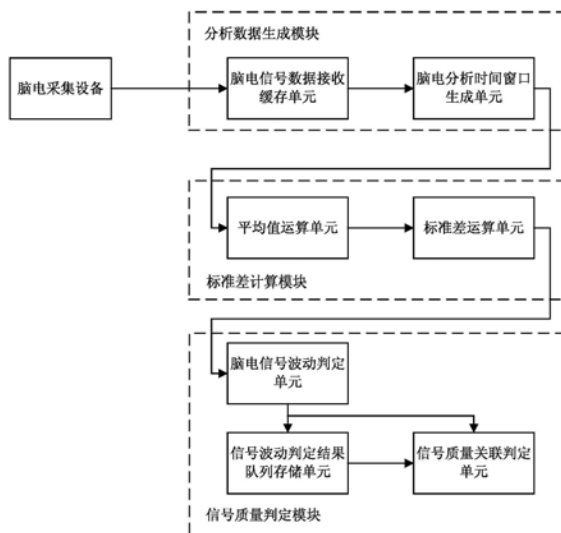 分析数据生成模块
脑电采集设备
脑电信号数据接收
缓存单元
脑电分析时间窗口
生成单元
平均值运算单元
标准差运算单元
标准差计算模块
脑电信号波动判定
单元
信号波动判定结果
队列存储单元
信号质量关联判定
单元
信号质量判定模块